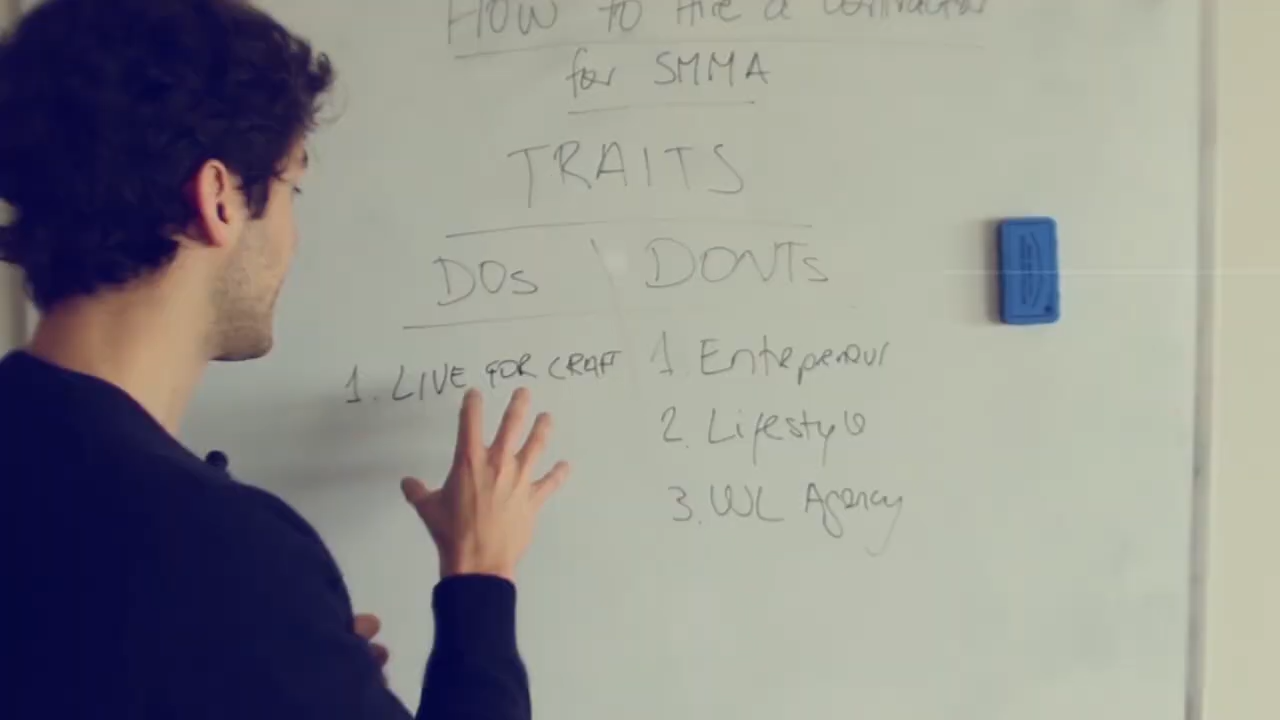 HOW to Hire a contractor
for SMMA
TRAITS
DOs
DONTs
1. LIVE FOR CRAFT
1 Entepreneur
2. Lifestyle
3. WL Agency